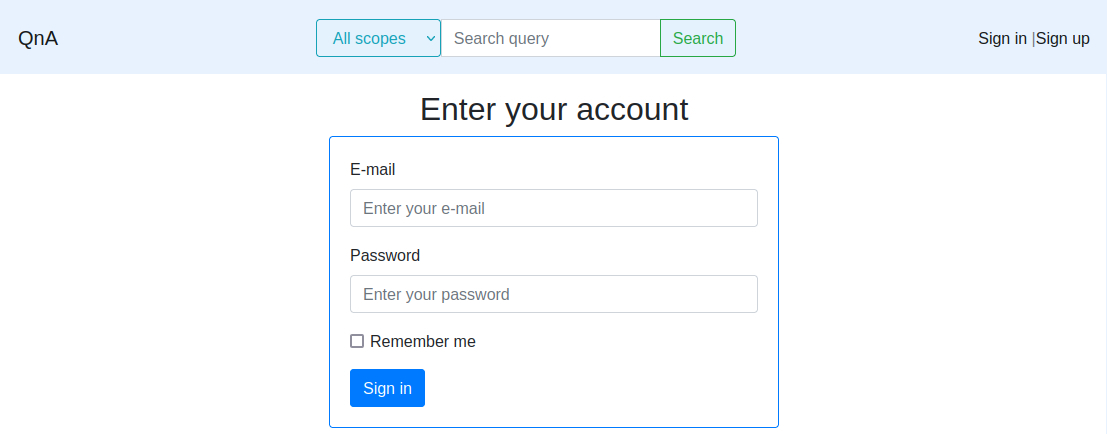 QnA All scopes Search query Search Sign in |Sign up
Enter your account
E-mail
Enter your e-mail
Password
Enter your password
Remember me
Sign in